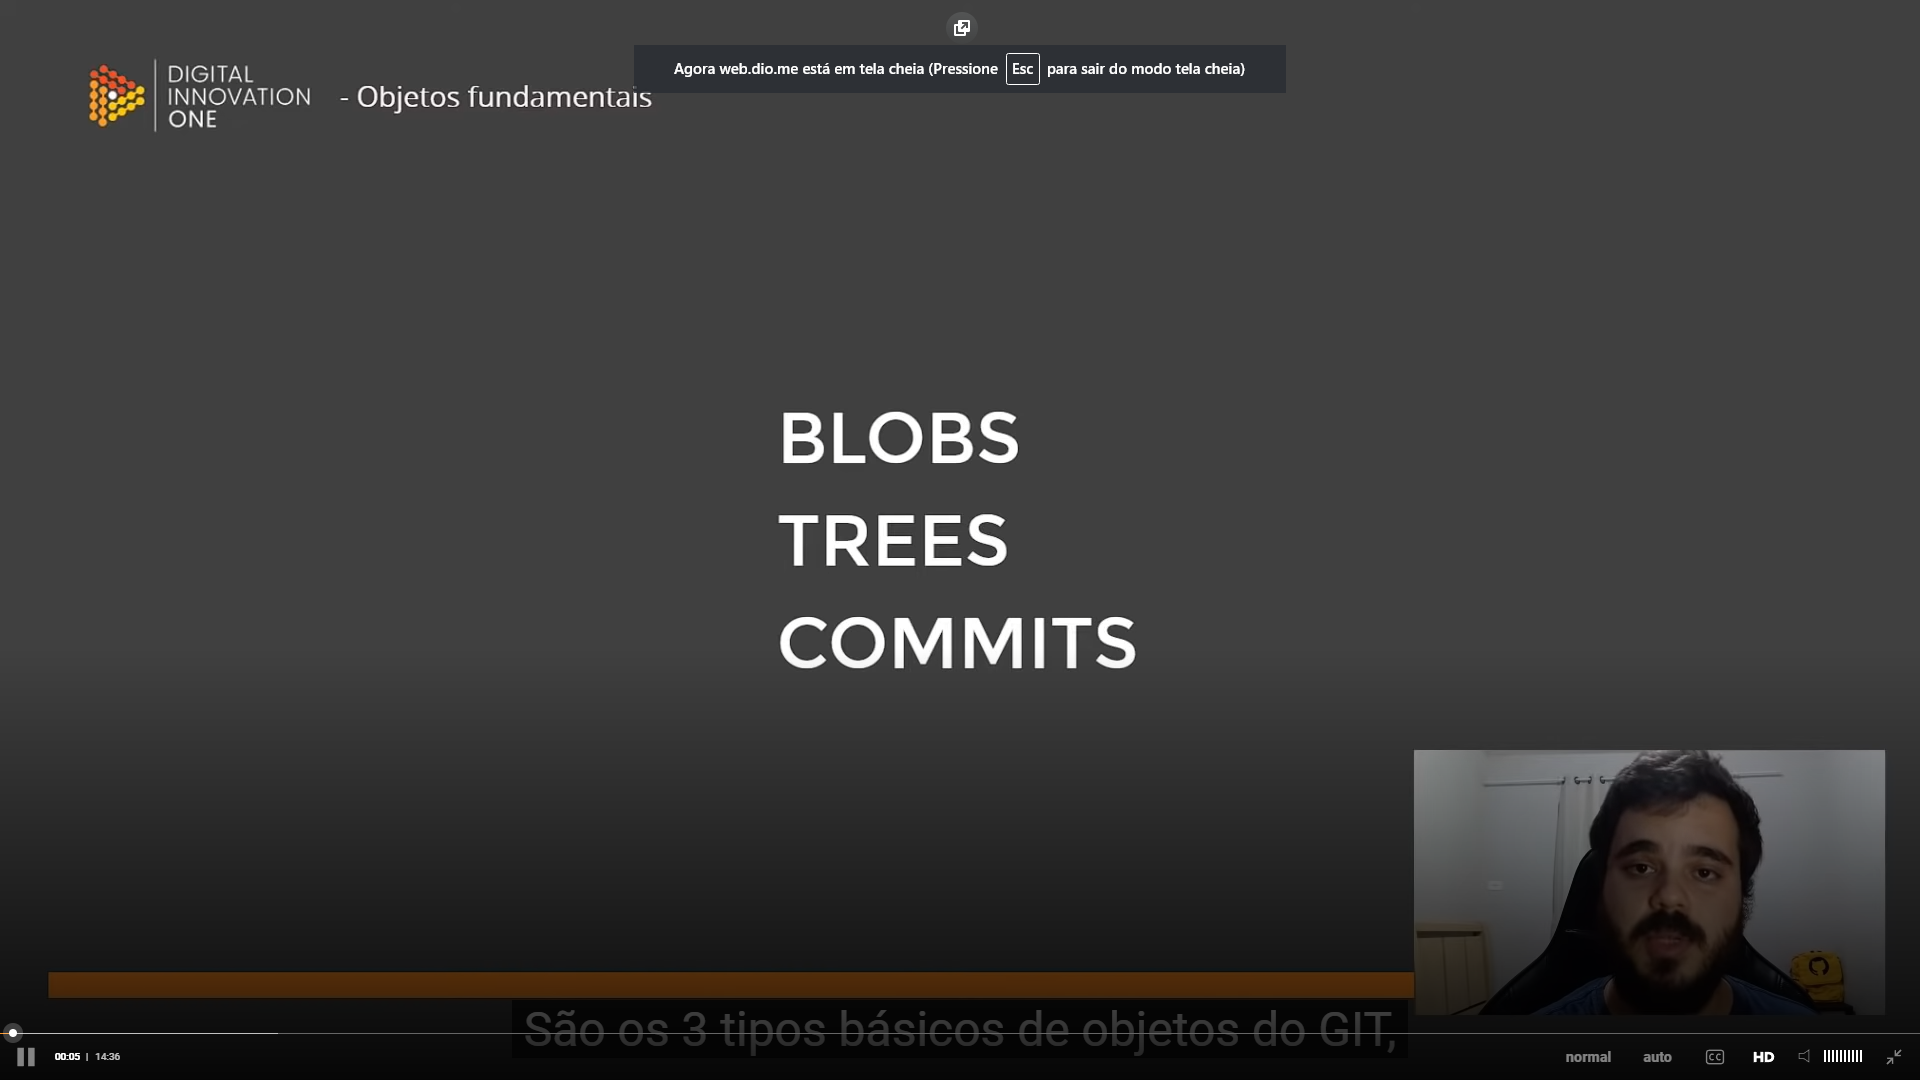 Agora web.dio.me está em tela cheia (Pressione Esc para sair do modo tela cheia)
DIGITAL
INNOVATION
ONE
- Objetos fundamentais
BLOBS
TREES
COMMITS
São os 3 tipos básicos de objetos do GIT,
00:05 | 14:36
normal auto CC HD